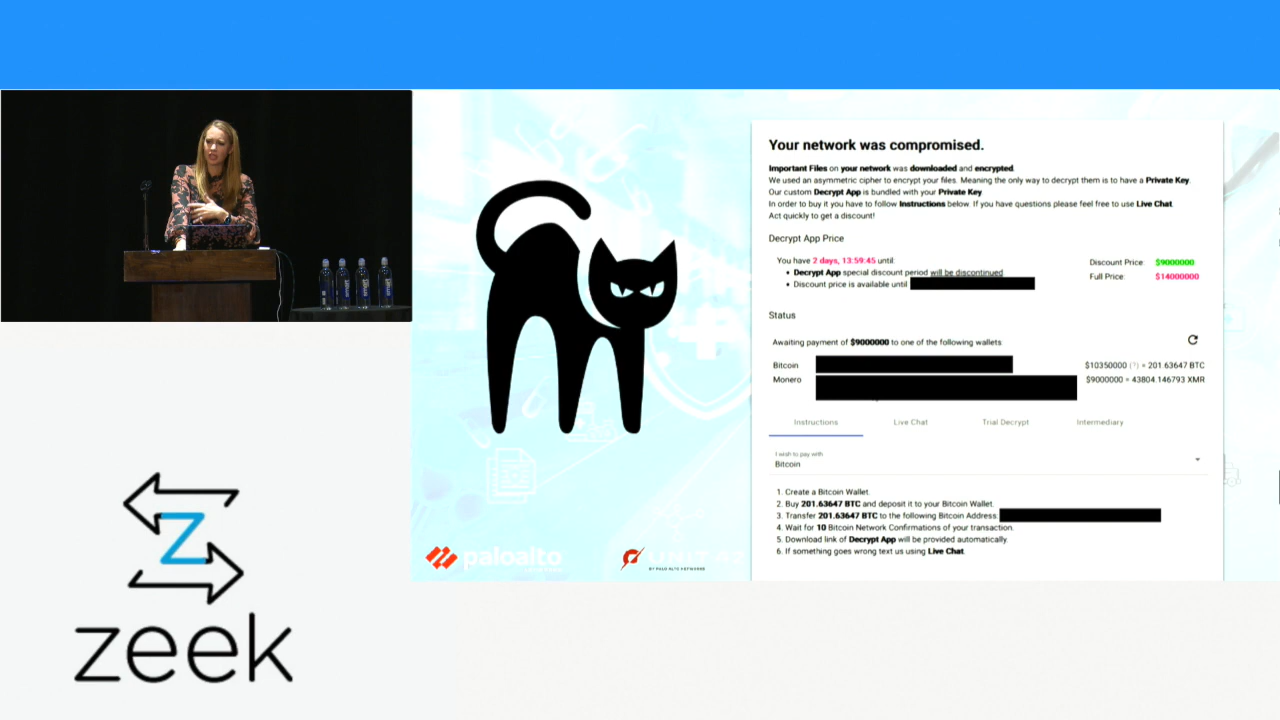 Your network was compromised.
Important Files on your network was downloaded and encrypted.
We used an asymmetric cipher to encrypt your files. Meaning the only way to decrypt them is to have a Private Key.
Our custom Decrypt App is bundled with your Private Key
In order to buy it you have to follow Instructions below. If you have questions please feel free to use Live Chat.
Act quickly to get a discount!
Decrypt App Price
You have 2 days, 13:59:45 until:
• Decrypt App special discount period will be discontinued
• Discount price is available until
Discount Price: $9000000
Full Price: $14000000
Status
Awaiting payment of $9000000 to one of the following wallets
Bitcoin $10350000 (?) = 201.63647 BTC
Monero $9000000 = 43804.146793 XMR
Instructions Live Chat Trial Decrypt Intermediary
I wish to pay with
Bitcoin
1. Create a Bitcoin Wallet.
2. Buy 201.63647 BTC and deposit it to your Bitcoin Wallet.
3. Transfer 201.63647 BTC to the following Bitcoin Address:
4. Wait for 10 Bitcoin Network Confirmations of your transaction.
5. Download link of Decrypt App will be provided automatically.
6. If something goes wrong text us using Live Chat.
paloalto
UNIT 42
BY PALO ALTO NETWORKS
Z
zeek